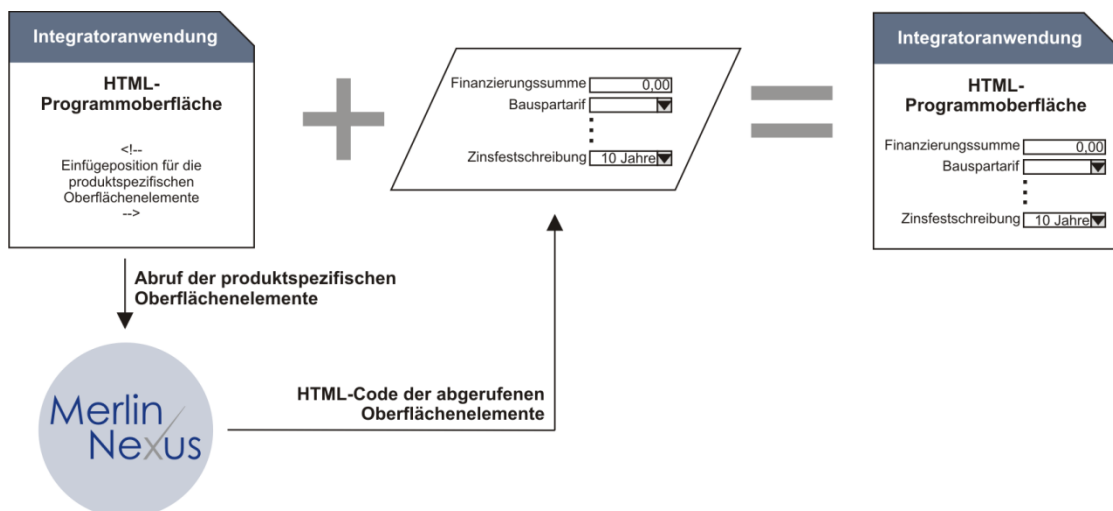 Integratoranwendung
HTML-
Programmoberfläche
<!--
Einfügeposition für die
produktspezifischen
Oberflächenelemente
-->
Finanzierungssumme 0,00
Bauspartarif
Zinsfestschreibung 10 Jahre
Integratoranwendung
HTML-
Programmoberfläche
Finanzierungssumme 0,00
Bauspartarif
Zinsfestschreibung 10 Jahre
Abruf der produktspezifischen
Oberflächenelemente
Merlin
Nexus
HTML-Code der abgerufenen
Oberflächenelemente